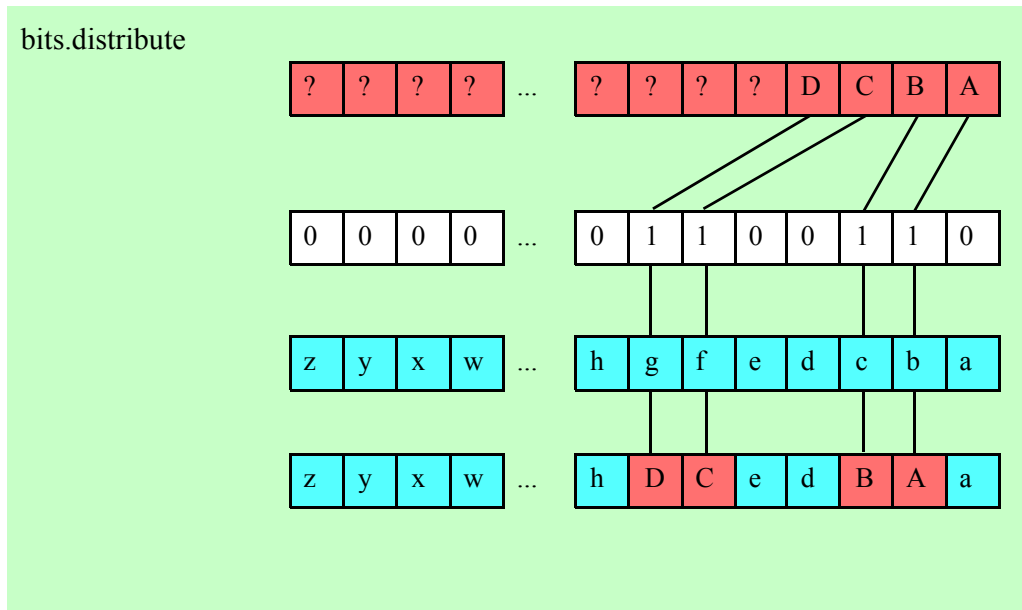 bits.distribute
? ? ? ? ... ? ? ? ? D C B A
0 0 0 0 ... 0 1 1 0 0 1 1 0
z y x w ... h g f e d c b a
z y x w ... h D C e d B A a